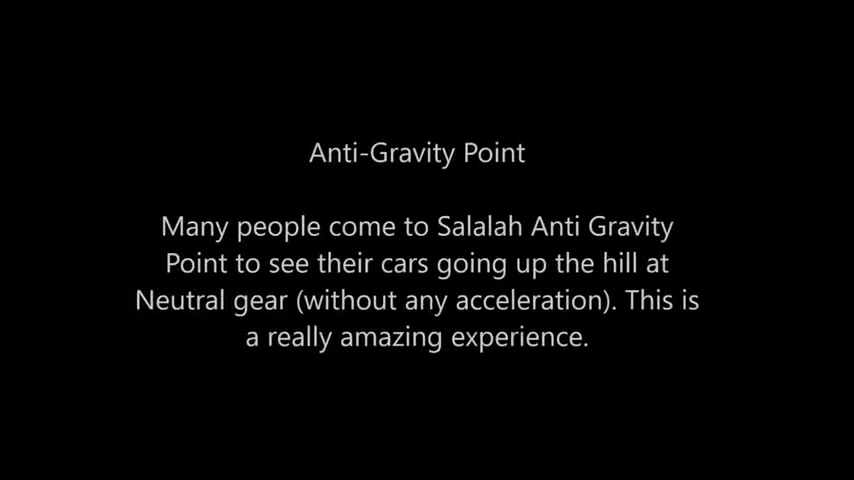 Anti-Gravity Point
Many people come to Salalah Anti Gravity
Point to see their cars going up the hill at
Neutral gear (without any acceleration). This is
a really amazing experience.